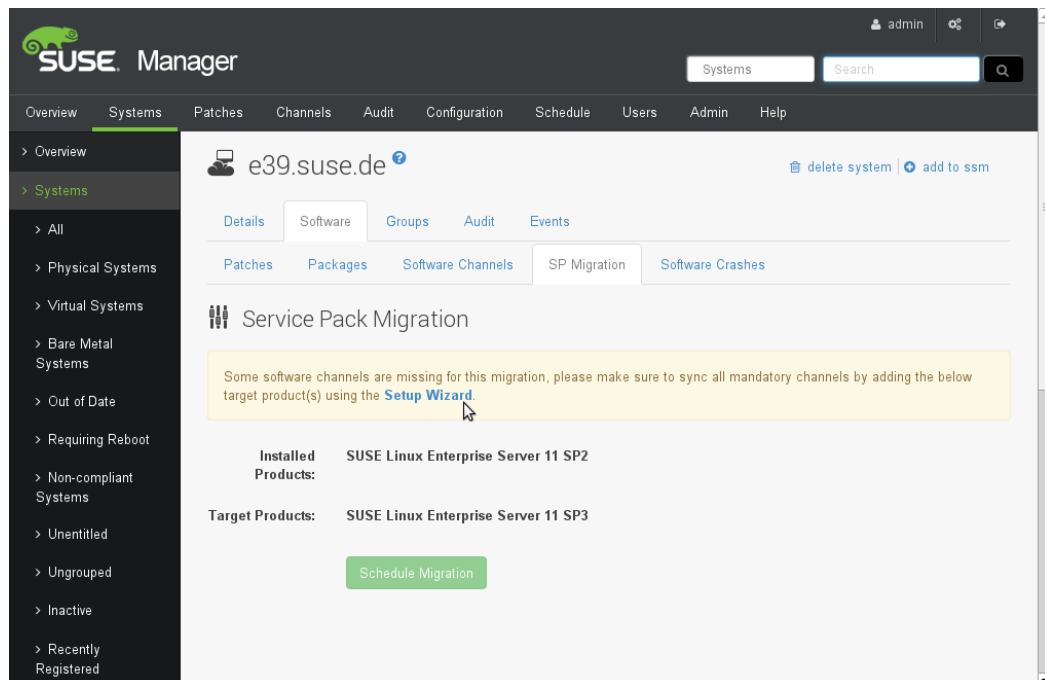 admin
SUSE. Manager
Systems
Search
Overview Systems Patches Channels Audit Configuration Schedule Users Admin Help
> Overview
> Systems
> All
> Physical Systems
> Virtual Systems
> Bare Metal
Systems
> Out of Date
> Requiring Reboot
> Non-compliant
Systems
> Unentitled
> Ungrouped
> Inactive
> Recently
Registered
e39.suse.de ?
delete system | add to ssm
Details Software Groups Audit Events
Patches Packages Software Channels SP Migration Software Crashes
Service Pack Migration
Some software channels are missing for this migration, please make sure to sync all mandatory channels by adding the below
target product(s) using the Setup Wizard.
Installed
Products:
SUSE Linux Enterprise Server 11 SP2
Target Products: SUSE Linux Enterprise Server 11 SP3
Schedule Migration